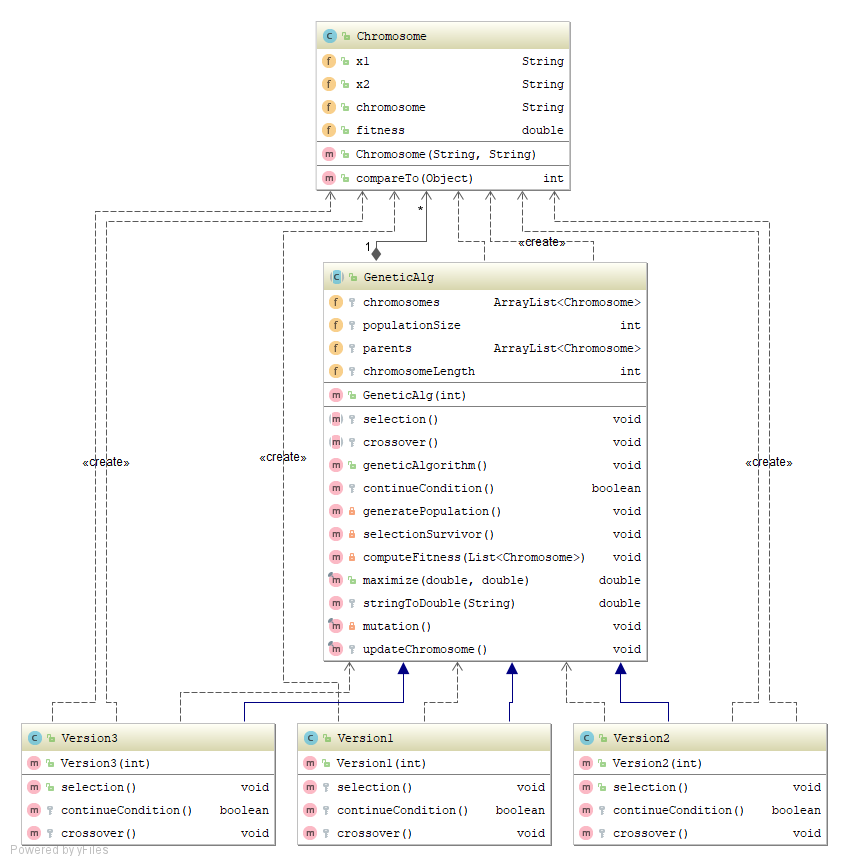 Chromosome
x1 String
x2 String
chromosome String
fitness double
Chromosome(String, String)
compareTo(Object) int
*
«create»
1
GeneticAlg
chromosomes ArrayList<Chromosome>
populationSize int
parents ArrayList<Chromosome>
chromosomeLength int
GeneticAlg(int)
selection() void
crossover() void
geneticAlgorithm() void
«create» «create» «create»
continueCondition() boolean
generatePopulation() void
selectionSurvivor() void
computeFitness(List<Chromosome>) void
maximize(double, double) double
stringToDouble(String) double
mutation() void
updateChromosome() void
Version3
Version3(int)
selection() void
continueCondition() boolean
crossover() void
Version1
Version1(int)
selection() void
continueCondition() boolean
crossover() void
Version2
Version2(int)
selection() void
continueCondition() boolean
crossover() void
Powered by yFiles